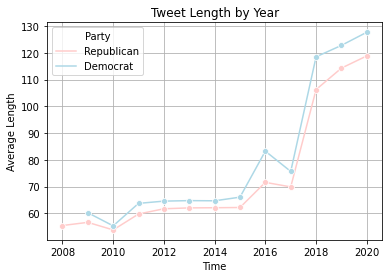 Tweet Length by Year
Party
Republican
Democrat
130
120
110
100
90
80
70
60
Average Length
2008 2010 2012 2014 2016 2018 2020
Time